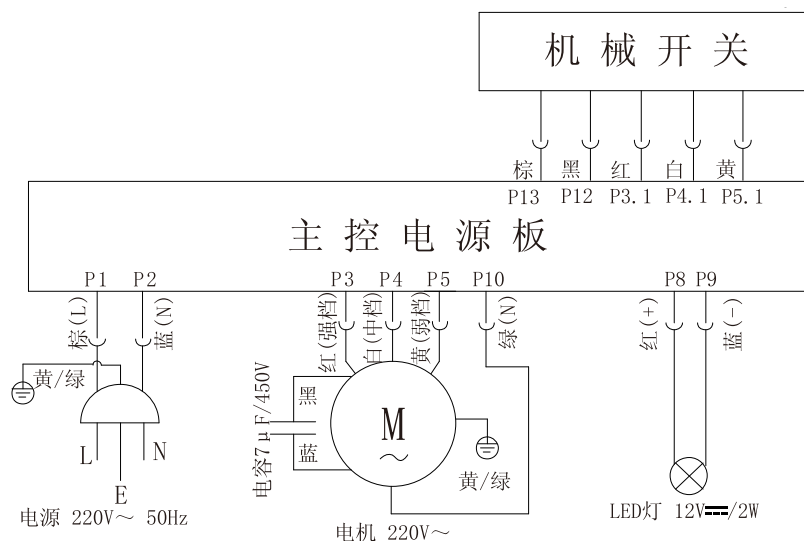 机械开关
棕 黑 红 白 黄
P13 P12 P3.1 P4.1 P5.1
主控电源板
P1 P2 P3 P4 P5 P10 P8 P9
棕(L)
蓝(N)
红(强档)
白(中档)
黄(弱档)
绿(N)
红(+)
蓝(-)
黄/绿
电容7μF/450V
黑
蓝
M
~
黄/绿
L
N
E
电源 220V~ 50Hz
电机 220V~
LED灯 12V⎓/2W